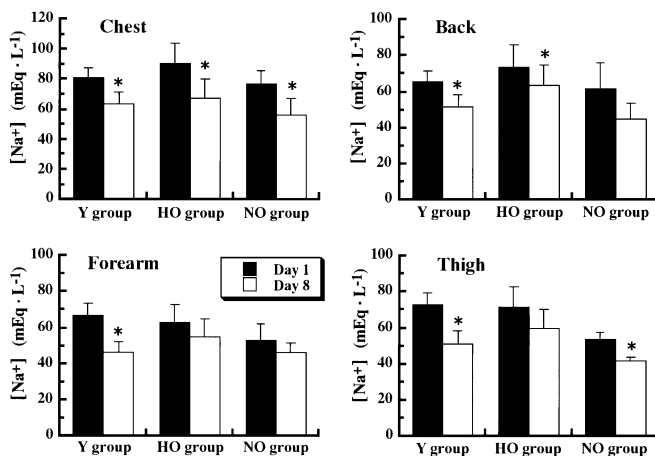 Chest
[Na+] (mEq · L-1)
120
100
80
60
40
20
0
*
*
*
Y group HO group NO group
Back
[Na+] (mEq · L-1)
100
80
60
40
20
0
*
*
Y group HO group NO group
Forearm
[Na+] (mEq · L-1)
100
80
60
40
20
0
Day 1
Day 8
*
Y group HO group NO group
Thigh
[Na+] (mEq · L-1)
100
80
60
40
20
0
*
*
Y group HO group NO group